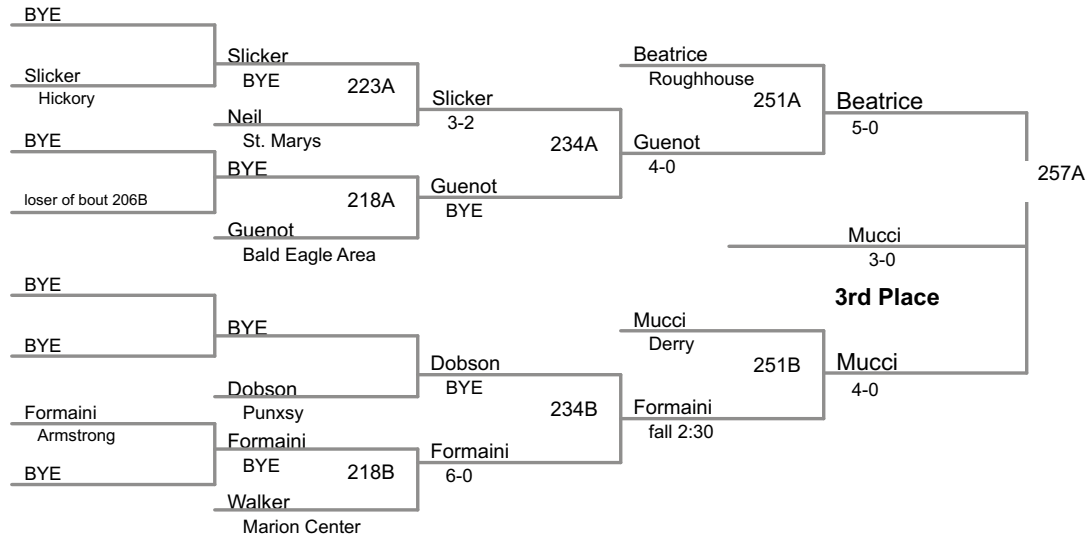 BYE
Slicker
Hickory
BYE
loser of bout 206B
BYE
BYE
Formaini
Armstrong
BYE
Slicker
BYE
223A
Neil
St. Marys
BYE
218A
Guenot
Bald Eagle Area
BYE
Dobson
Punxsy
Formaini
BYE
218B
Walker
Marion Center
Slicker
3-2
234A
Guenot
BYE
Dobson
BYE
234B
Formaini
6-0
Beatrice
Roughhouse
251A
Guenot
4-0
Mucci
Derry
251B
Formaini
fall 2:30
Beatrice
5-0
257A
Mucci
3-0
3rd Place
Mucci
4-0